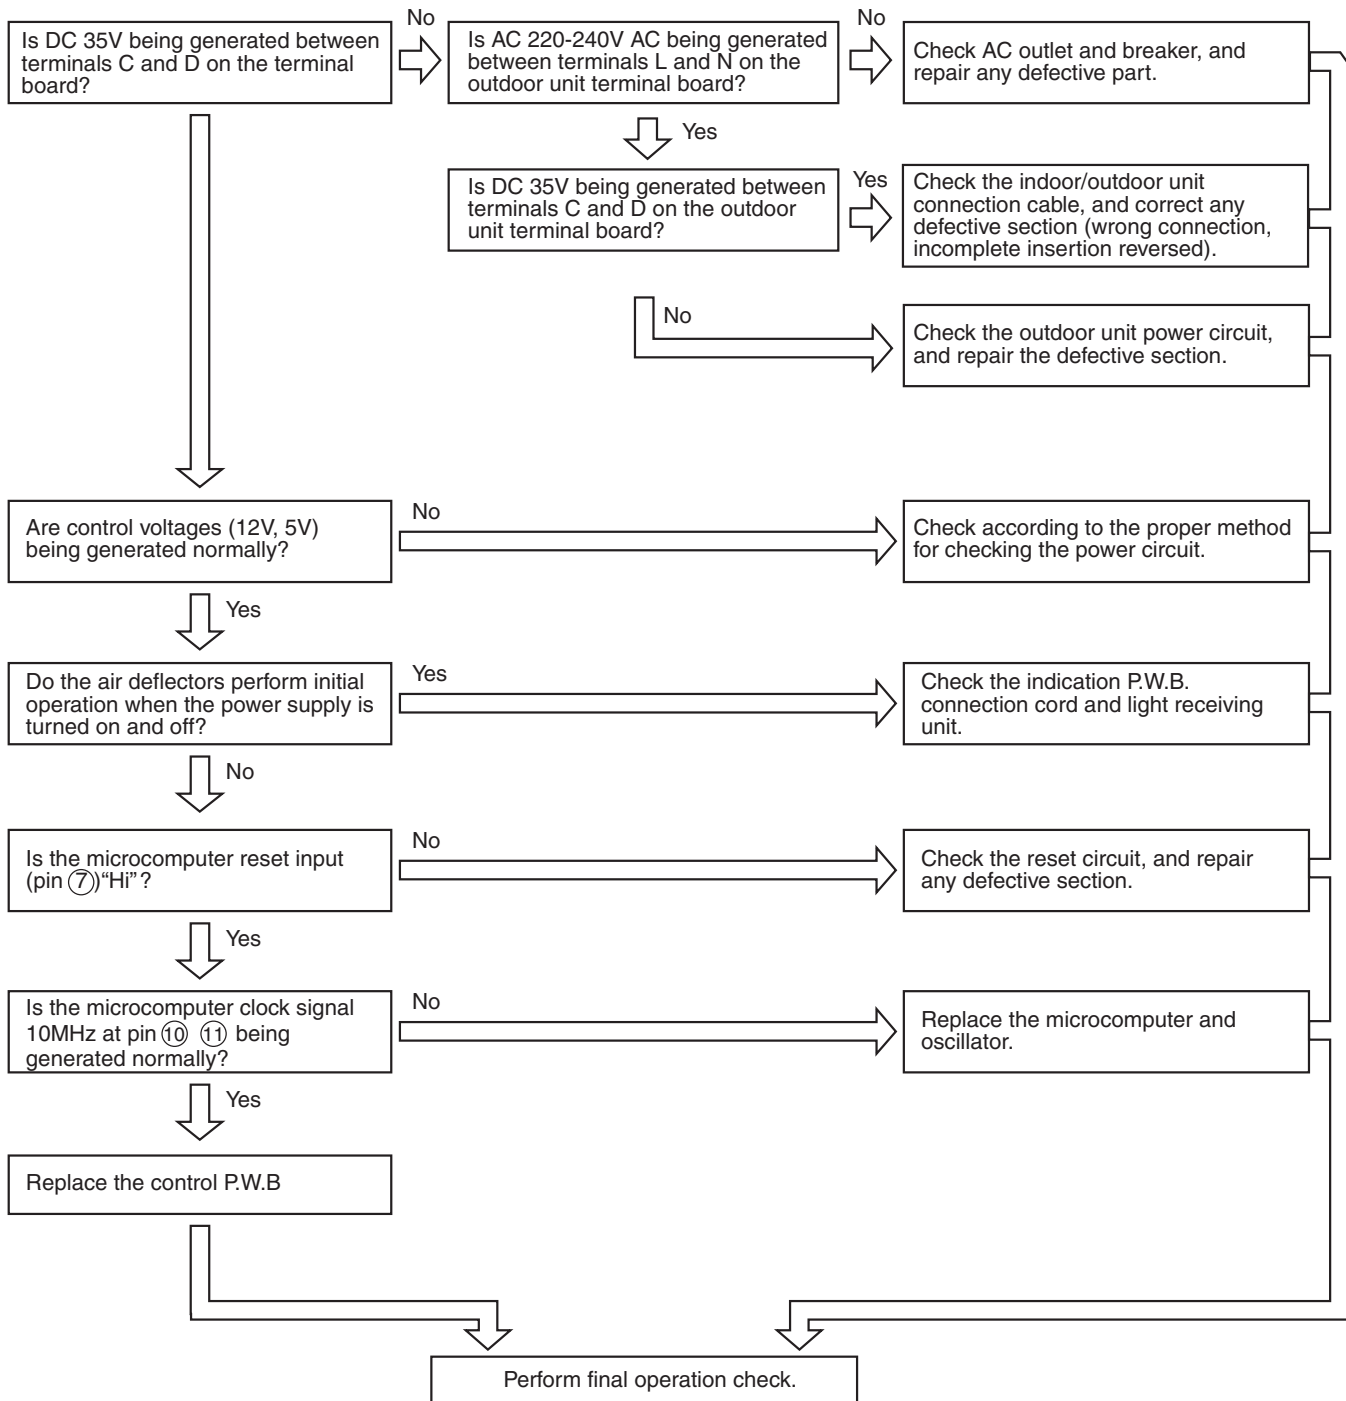 Is DC 35V being generated between
terminals C and D on the terminal
board?
No
Is AC 220-240V AC being generated
between terminals L and N on the
outdoor unit terminal board?
No
Check AC outlet and breaker, and
repair any defective part.
Yes
Is DC 35V being generated between
terminals C and D on the outdoor
unit terminal board?
Yes
Check the indoor/outdoor unit
connection cable, and correct any
defective section (wrong connection,
incomplete insertion reversed).
No
Check the outdoor unit power circuit,
and repair the defective section.
Are control voltages (12V, 5V)
being generated normally?
No
Check according to the proper method
for checking the power circuit.
Yes
Do the air deflectors perform initial
operation when the power supply is
turned on and off?
Yes
Check the indication P.W.B.
connection cord and light receiving
unit.
No
Is the microcomputer reset input
(pin ⑦)“Hi”?
No
Check the reset circuit, and repair
any defective section.
Yes
Is the microcomputer clock signal
10MHz at pin ⑩ ⑪ being
generated normally?
No
Replace the microcomputer and
oscillator.
Yes
Replace the control P.W.B
Perform final operation check.